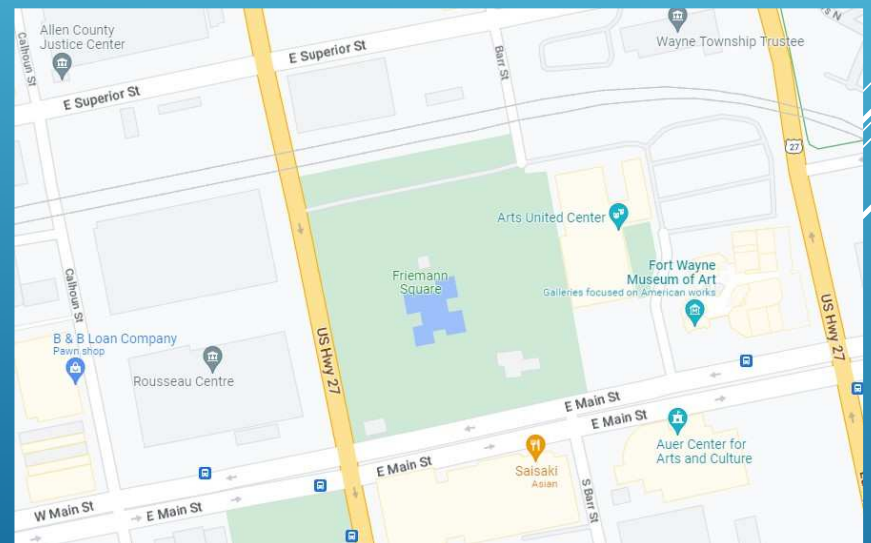 Allen County
Justice Center
Calhoun St
E Superior St
E Superior St
Barr St
Wayne Township Trustee
27
Arts United Center
Friemann
Square
Fort Wayne
Museum of Art
Galleries focused on American works
Calhoun St
US Hwy 27
US Hwy 27
B & B Loan Company
Pawn shop
Rousseau Centre
E Main St
E Main St
E Main St
Auer Center for
Arts and Culture
Saisaki
Asian
S Barr St
W Main St
E Main St